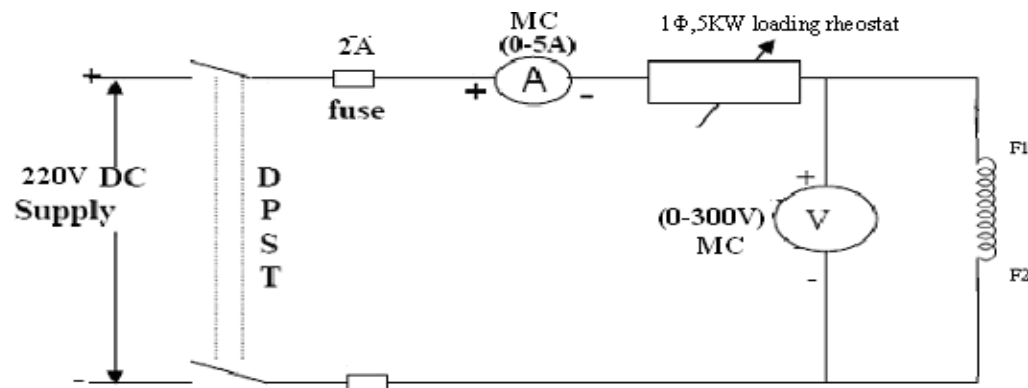 1Φ,5KW loading rheostat
MC
(0-5A)
2A
+
A
+
-
fuse
F1
220V DC
Supply
D
P
S
T
+
(0-300V)
V
MC
-
F2
-